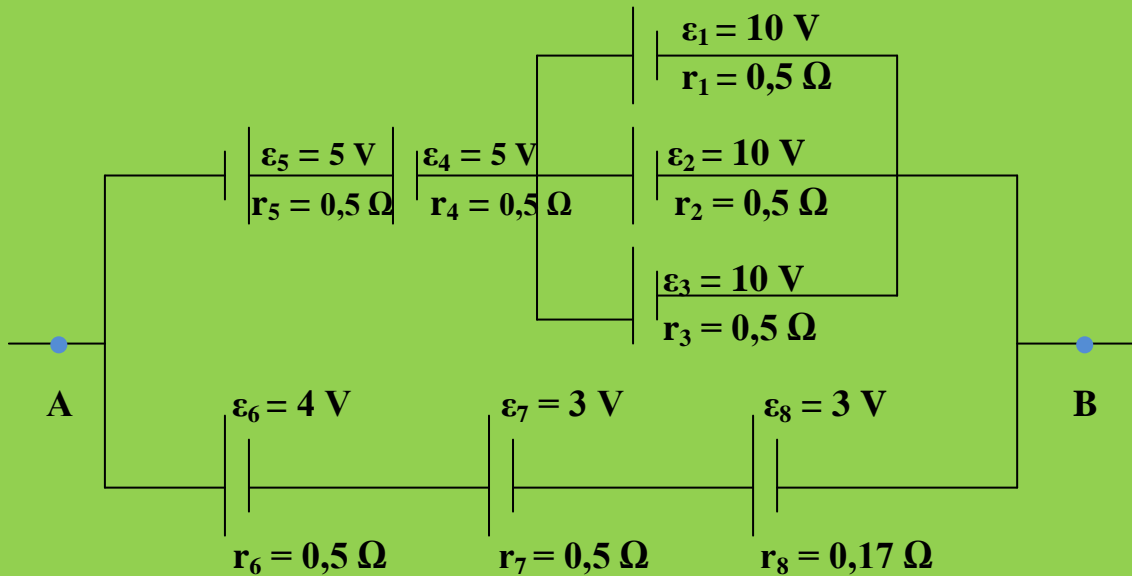 ε₁ = 10 V
r₁ = 0,5 Ω
ε₅ = 5 V
ε₄ = 5 V
ε₂ = 10 V
r₅ = 0,5 Ω
r₄ = 0,5 Ω
r₂ = 0,5 Ω
ε₃ = 10 V
r₃ = 0,5 Ω
A
B
ε₆ = 4 V
ε₇ = 3 V
ε₈ = 3 V
r₆ = 0,5 Ω
r₇ = 0,5 Ω
r₈ = 0,17 Ω